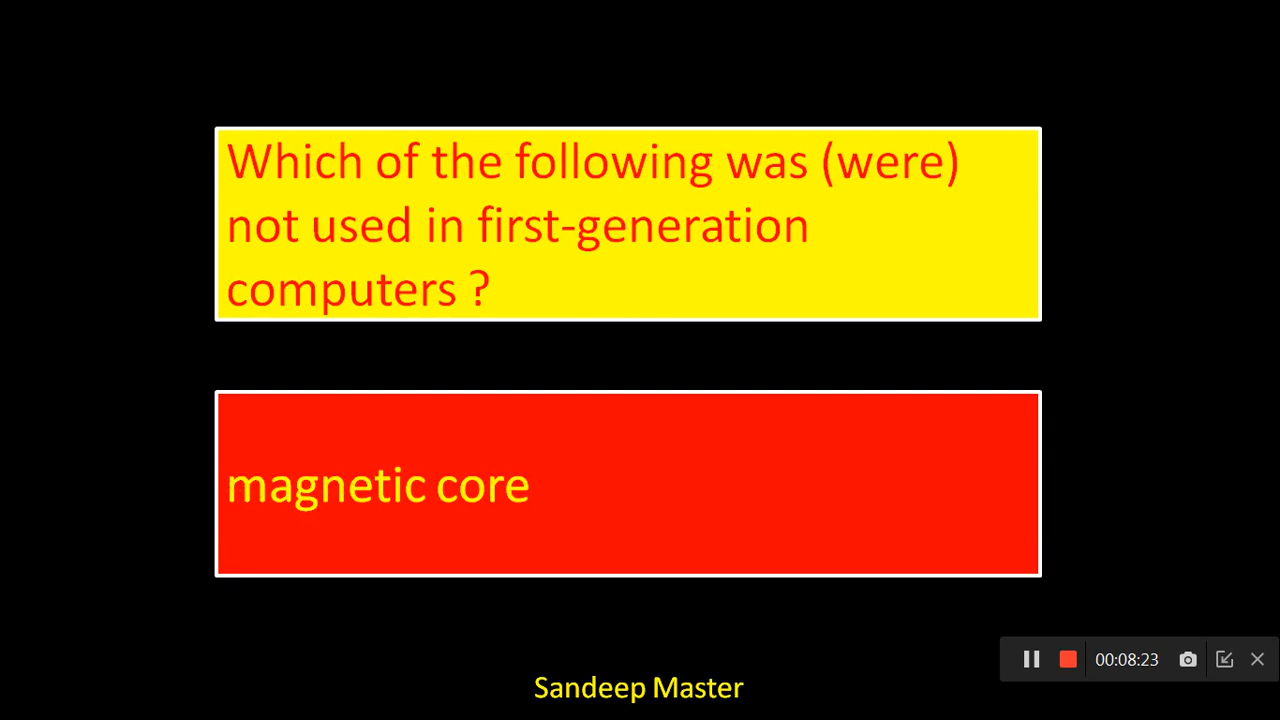 Which of the following was (were)
not used in first-generation
computers ?
magnetic core
00:08:23
Sandeep Master